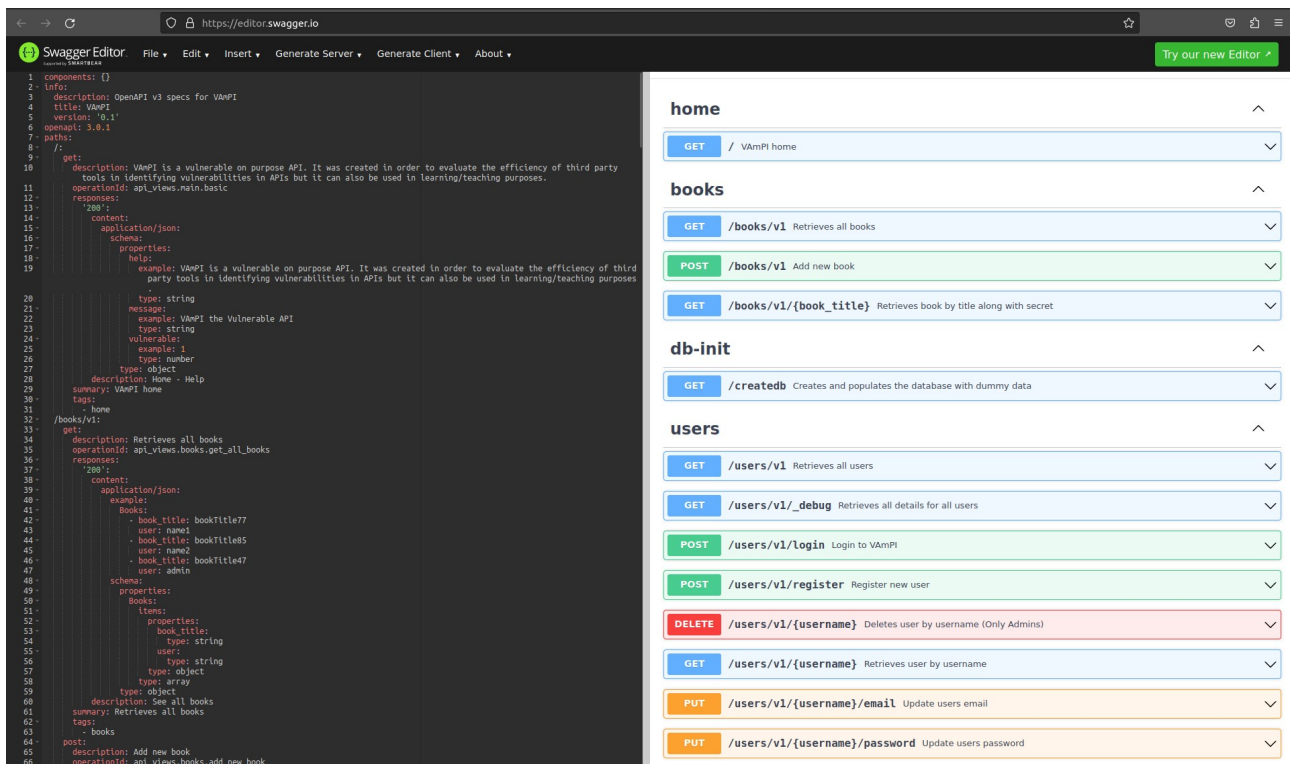 https://editor.swagger.io
Swagger Editor
Supported by SMARTBEAR
File Edit Insert Generate Server Generate Client About
Try our new Editor
1 components: {}
2 info:
3 description: OpenAPI v3 specs for VAmPI
4 title: VAmPI
5 version: '0.1'
6 openapi: 3.0.1
7 paths:
8 /:
9 get:
10 description: VAmPI is a vulnerable on purpose API. It was created in order to evaluate the efficiency of third party
tools in identifying vulnerabilities in APIs but it can also be used in learning/teaching purposes.
11 operationId: api_views.main.basic
12 responses:
13 '200':
14 content:
15 application/json:
16 schema:
17 properties:
18 help:
19 example: VAmPI is a vulnerable on purpose API. It was created in order to evaluate the efficiency of third
party tools in identifying vulnerabilities in APIs but it can also be used in learning/teaching purposes
.
20 type: string
21 message:
22 example: VAmPI the Vulnerable API
23 type: string
24 vulnerable:
25 example: 1
26 type: number
27 type: object
28 description: Home - Help
29 summary: VAmPI home
30 tags:
31 - home
32 /books/v1:
33 get:
34 description: Retrieves all books
35 operationId: api_views.books.get_all_books
36 responses:
37 '200':
38 content:
39 application/json:
40 example:
41 Books:
42 - book_title: bookTitle77
43 user: name1
44 - book_title: bookTitle85
45 user: name2
46 - book_title: bookTitle47
47 user: admin
48 schema:
49 properties:
50 Books:
51 items:
52 properties:
53 book_title:
54 type: string
55 user:
56 type: string
57 type: object
58 type: array
59 type: object
60 description: See all books
61 summary: Retrieves all books
62 tags:
63 - books
64 post:
65 description: Add new book
66 operationId: api_views.books.add_new_book
home
GET / VAmPI home
books
GET /books/v1 Retrieves all books
POST /books/v1 Add new book
GET /books/v1/{book_title} Retrieves book by title along with secret
db-init
GET /createdb Creates and populates the database with dummy data
users
GET /users/v1 Retrieves all users
GET /users/v1/_debug Retrieves all details for all users
POST /users/v1/login Login to VAmPI
POST /users/v1/register Register new user
DELETE /users/v1/{username} Deletes user by username (Only Admins)
GET /users/v1/{username} Retrieves user by username
PUT /users/v1/{username}/email Update users email
PUT /users/v1/{username}/password Update users password